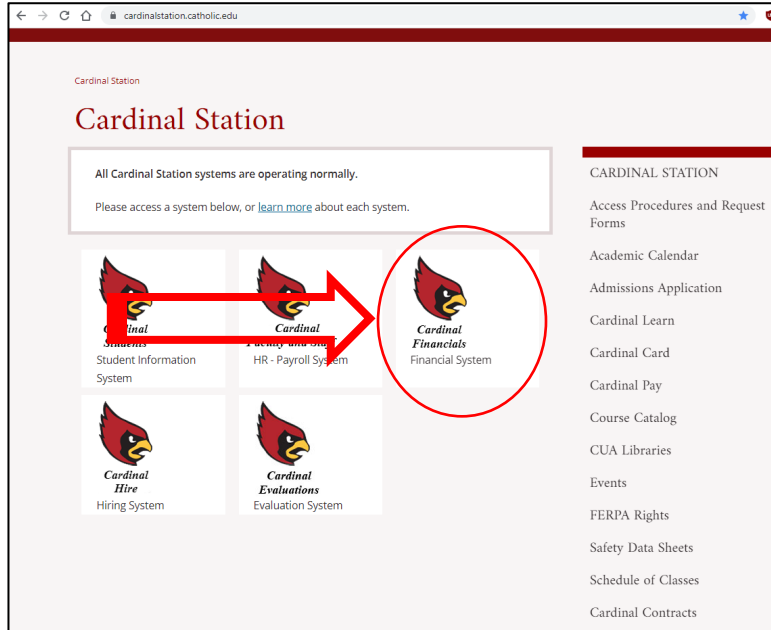 cardinalstation.catholic.edu
Cardinal Station
Cardinal Station
All Cardinal Station systems are operating normally.
Please access a system below, or learn more about each system.
Student Information
System
Cardinal
HR - Payroll System
Cardinal
Financials
Financial System
Cardinal
Hire
Hiring System
Cardinal
Evaluations
Evaluation System
CARDINAL STATION
Access Procedures and Request
Forms
Academic Calendar
Admissions Application
Cardinal Learn
Cardinal Card
Cardinal Pay
Course Catalog
CUA Libraries
Events
FERPA Rights
Safety Data Sheets
Schedule of Classes
Cardinal Contracts